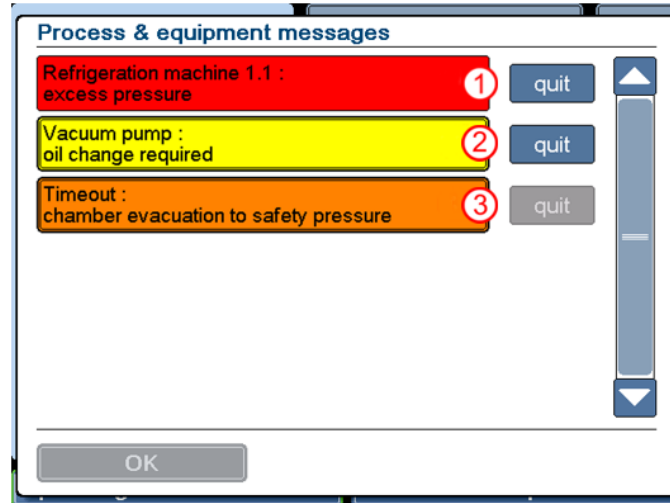 Process & equipment messages
Refrigeration machine 1.1 :
excess pressure
1
quit
Vacuum pump :
oil change required
2
quit
Timeout :
chamber evacuation to safety pressure
3
quit
OK